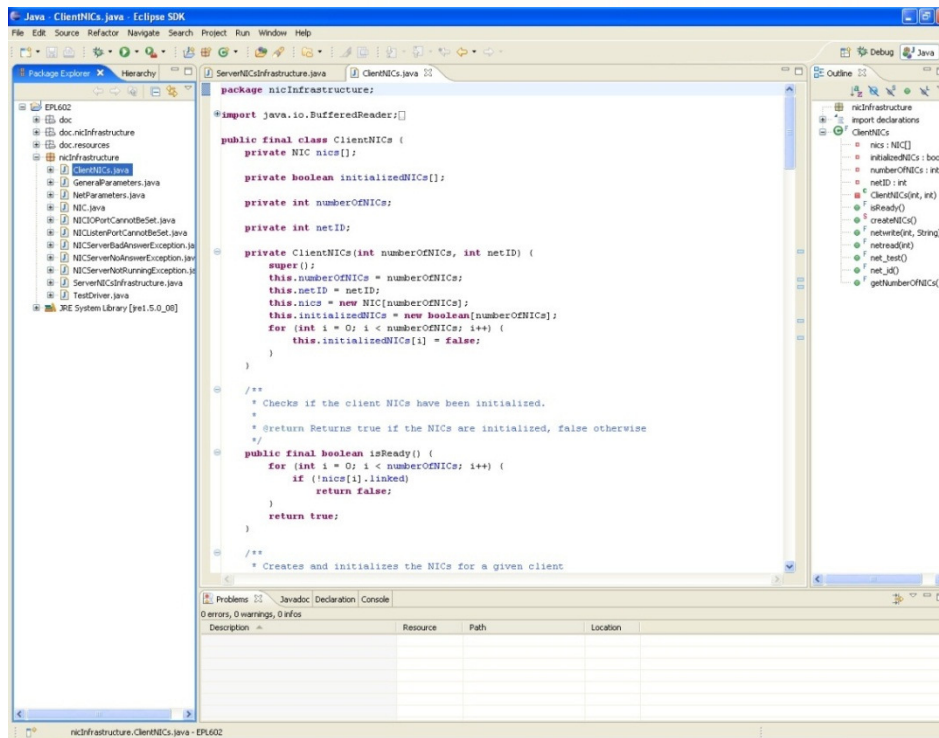 Java - ClientNICs.java - Eclipse SDK
File Edit Source Refactor Navigate Search Project Run Window Help
Debug Java
Package Explorer Hierarchy
EPL602
doc
doc.nicInfrastructure
doc.resources
nicInfrastructure
ClientNICs.java
GeneralParameters.java
NetParameters.java
NIC.java
NICIOPortCannotBeSet.java
NICListenPortCannotBeSet.java
NICServerBadAnswerException.ja
NICServerNoAnswerException.jav
NICServerNotRunningException.ja
ServerNICsInfrastructure.java
TestDriver.java
JRE System Library [jre1.5.0_08]
ServerNICsInfrastructure.java ClientNICs.java
package nicInfrastructure;
import java.io.BufferedReader;
public final class ClientNICs {
private NIC nics[];
private boolean initializedNICs[];
private int numberOfNICs;
private int netID;
private ClientNICs(int numberOfNICs, int netID) {
super();
this.numberOfNICs = numberOfNICs;
this.netID = netID;
this.nics = new NIC[numberOfNICs];
this.initializedNICs = new boolean[numberOfNICs];
for (int i = 0; i < numberOfNICs; i++) {
this.initializedNICs[i] = false;
}
}
/**
* Checks if the client NICs have been initialized.
*
* @return Returns true if the NICs are initialized, false otherwise
*/
public final boolean isReady() {
for (int i = 0; i < numberOfNICs; i++) {
if (!nics[i].linked)
return false;
}
return true;
}
/**
* Creates and initializes the NICs for a given client
Outline
nicInfrastructure
import declarations
ClientNICs
nics : NIC[]
initializedNICs : boo
numberOfNICs : int
netID : int
ClientNICs(int, int)
isReady()
createNICs()
netwrite(int, String)
netread(int)
net_test()
net_id()
getNumberOfNICs(
Problems Javadoc Declaration Console
0 errors, 0 warnings, 0 infos
Description Resource Path Location
nicInfrastructure.ClientNICs.java - EPL602